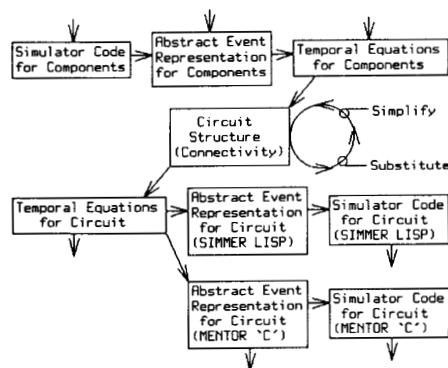 Simulator Code
for Components
Abstract Event
Representation
for Components
Temporal Equations
for Components
Circuit
Structure
(Connectivity)
Simplify
Substitute
Temporal Equations
for Circuit
Abstract Event
Representation
for Circuit
(SIMMER LISP)
Simulator Code
for Circuit
(SIMMER LISP)
Abstract Event
Representation
for Circuit
(MENTOR `C')
Simulator Code
for Circuit
(MENTOR `C')